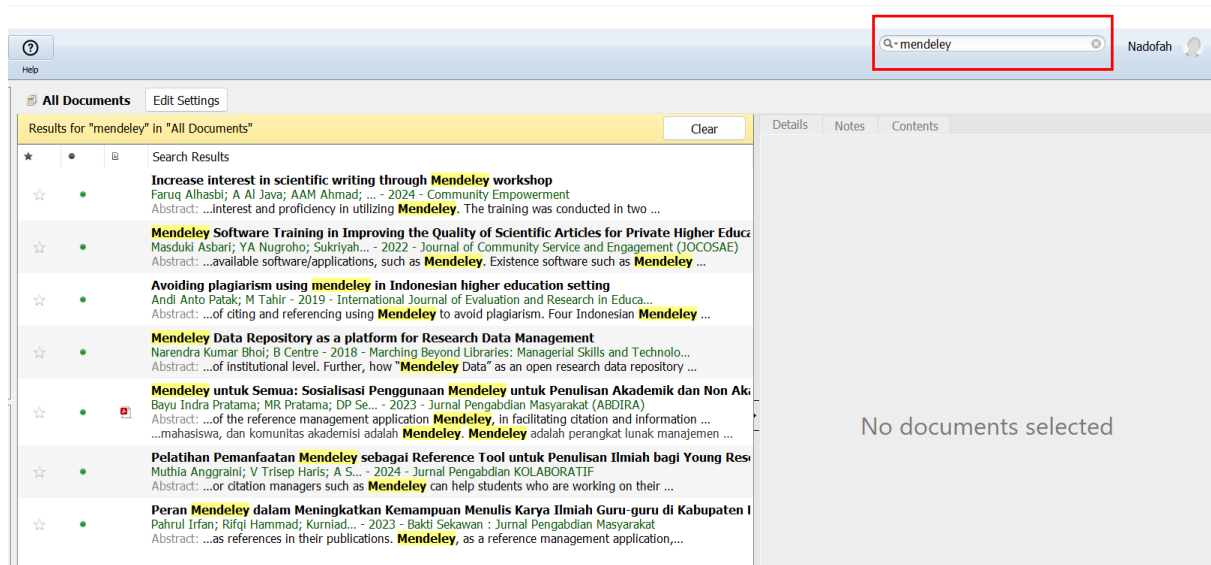 mendeley
Nadofah
Help
All Documents Edit Settings
Results for "mendeley" in "All Documents" Clear
Details Notes Contents
Search Results
Increase interest in scientific writing through Mendeley workshop
Faruq Alhasbi; A Al Java; AAM Ahmad; ... - 2024 - Community Empowerment
Abstract: ...interest and proficiency in utilizing Mendeley. The training was conducted in two ...
Mendeley Software Training in Improving the Quality of Scientific Articles for Private Higher Educa
Masduki Asbari; YA Nugroho; Sukriyah... - 2022 - Journal of Community Service and Engagement (JOCOSAE)
Abstract: ...available software/applications, such as Mendeley. Existence software such as Mendeley ...
Avoiding plagiarism using mendeley in Indonesian higher education setting
Andi Anto Patak; M Tahir - 2019 - International Journal of Evaluation and Research in Educa...
Abstract: ...of citing and referencing using Mendeley to avoid plagiarism. Four Indonesian Mendeley ...
Mendeley Data Repository as a platform for Research Data Management
Narendra Kumar Bhoi; B Centre - 2018 - Marching Beyond Libraries: Managerial Skills and Technolo...
Abstract: ...of institutional level. Further, how “Mendeley Data” as an open research data repository ...
Mendeley untuk Semua: Sosialisasi Penggunaan Mendeley untuk Penulisan Akademik dan Non Aka
Bayu Indra Pratama; MR Pratama; DP Se... - 2023 - Jurnal Pengabdian Masyarakat (ABDIRA)
Abstract: ...of the reference management application Mendeley, in facilitating citation and information ...
...mahasiswa, dan komunitas akademisi adalah Mendeley. Mendeley adalah perangkat lunak manajemen ...
Pelatihan Pemanfaatan Mendeley sebagai Reference Tool untuk Penulisan Ilmiah bagi Young Rese
Muthia Anggraini; V Trisep Haris; A S... - 2024 - Jurnal Pengabdian KOLABORATIF
Abstract: ...or citation managers such as Mendeley can help students who are working on their ...
Peran Mendeley dalam Meningkatkan Kemampuan Menulis Karya Ilmiah Guru-guru di Kabupaten
Pahrul Irfan; Rifqi Hammad; Kurniad... - 2023 - Bakti Sekawan : Jurnal Pengabdian Masyarakat
Abstract: ...as references in their publications. Mendeley, as a reference management application,...
No documents selected